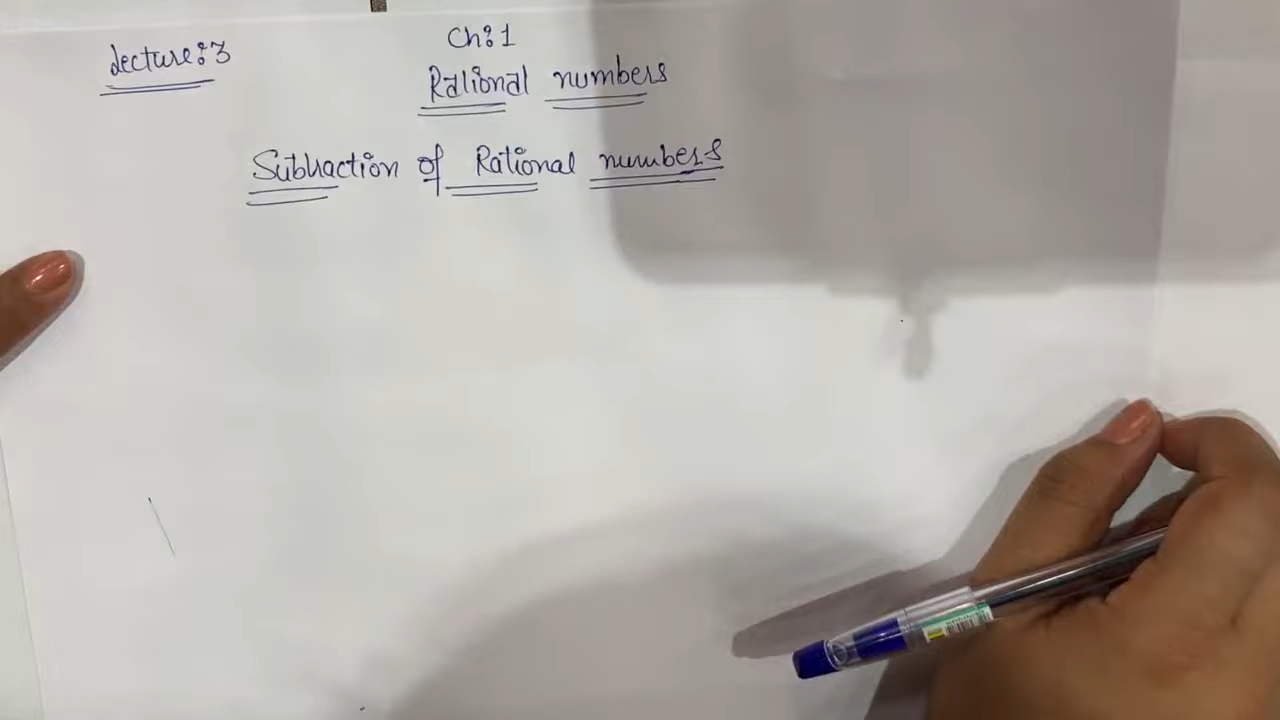 Lecture:3
Ch:1
Rational numbers
Subtraction of Rational numbers